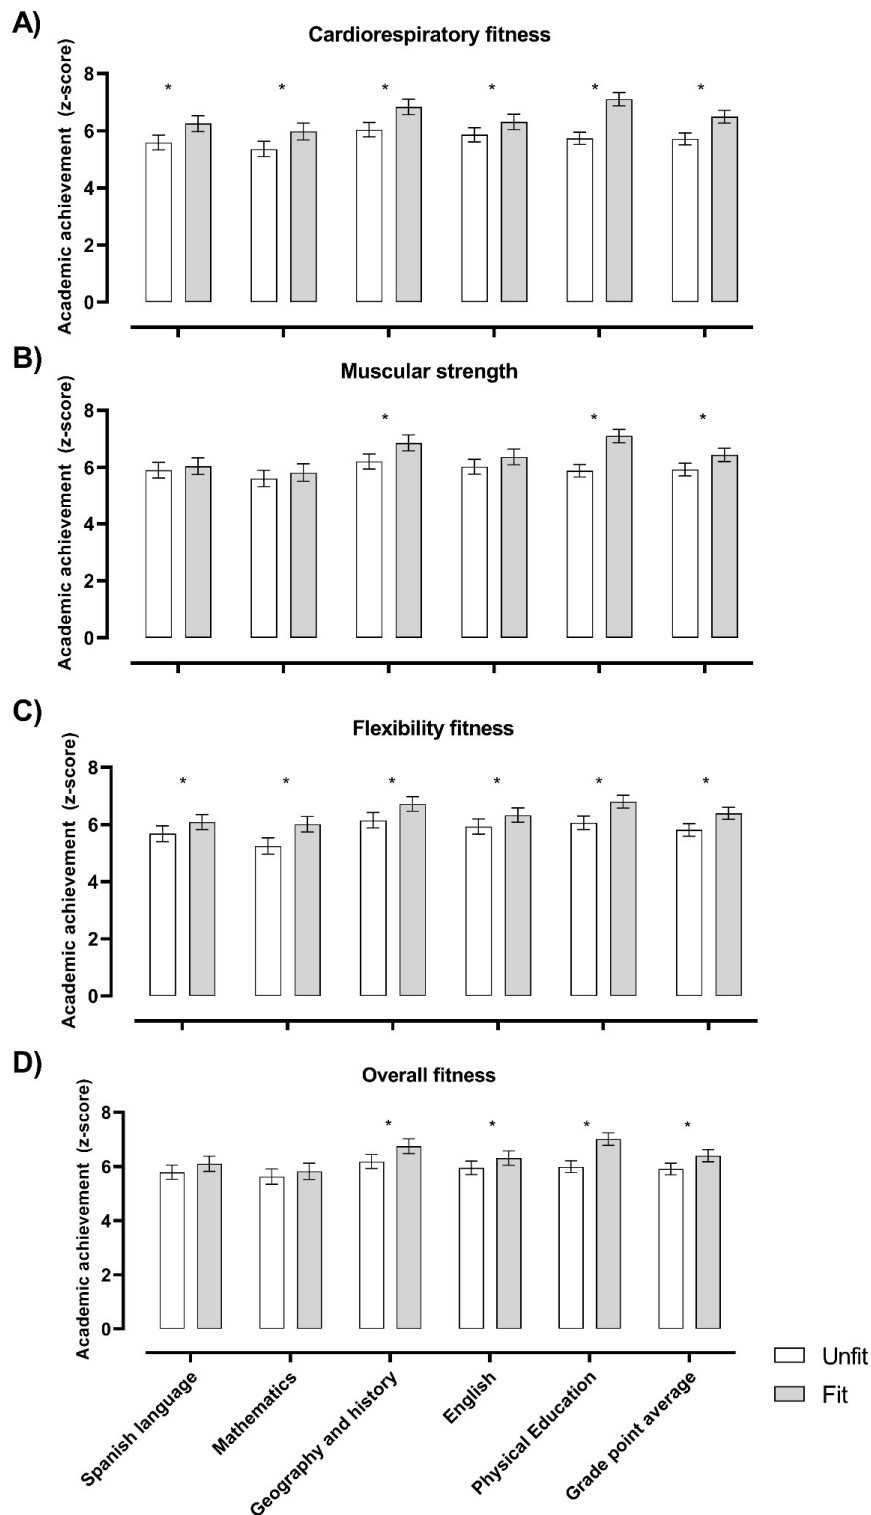 A)
Cardiorespiratory fitness
Academic achievement (z-score)
8
6
4
2
0
* * * * * *
B)
Muscular strength
Academic achievement (z-score)
8
6
4
2
0
* * *
C)
Flexibility fitness
Academic achievement (z-score)
8
6
4
2
0
* * * * * *
D)
Overall fitness
Academic achievement (z-score)
8
6
4
2
0
* * * *
Spanish language
Mathematics
Geography and history
English
Physical Education
Grade point average
Unfit
Fit